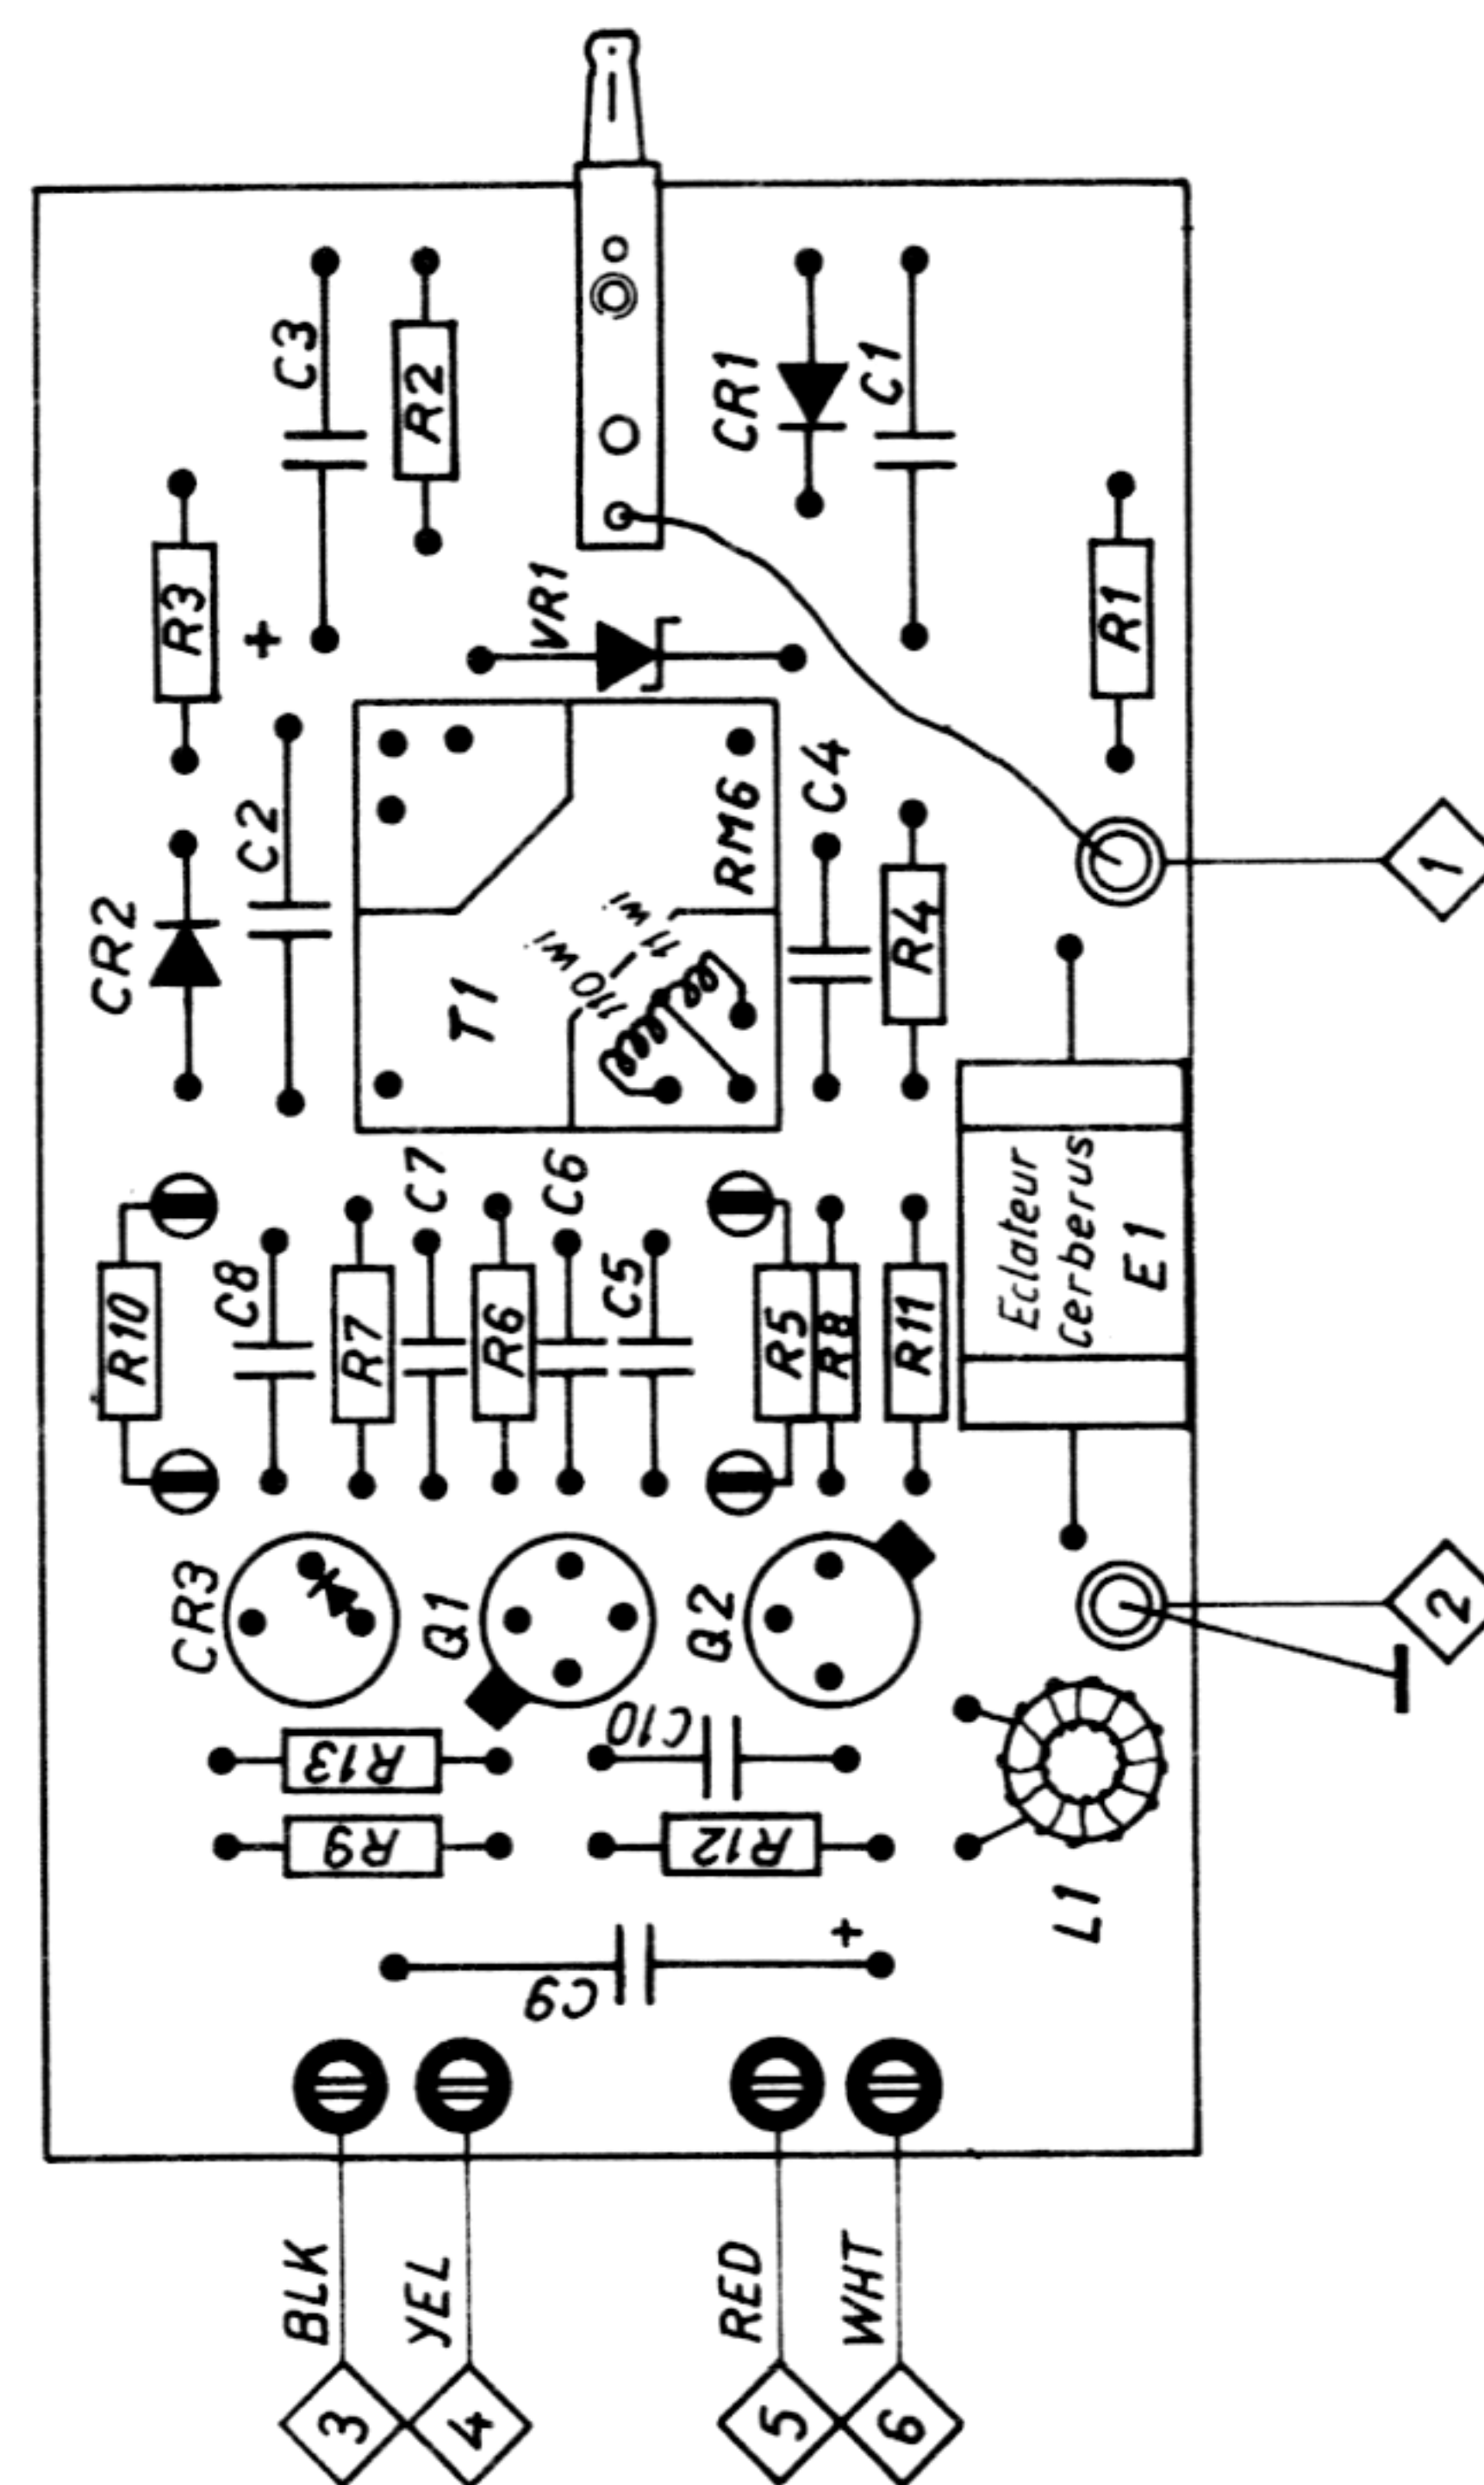 C3
R2
CR1
C1
R3
+
VR1
R1
CR2
C2
T1
110 wi
11 wi
RM6
C4
R4
1
R10
C8
R7
C7
R6
C6
C5
R5
R8
R11
Eclateur
Cerberus
E1
CR3
Q1
Q2
2
R13
C10
R9
R12
L1
C9
+
BLK
YEL
RED
WHT
3
4
5
6